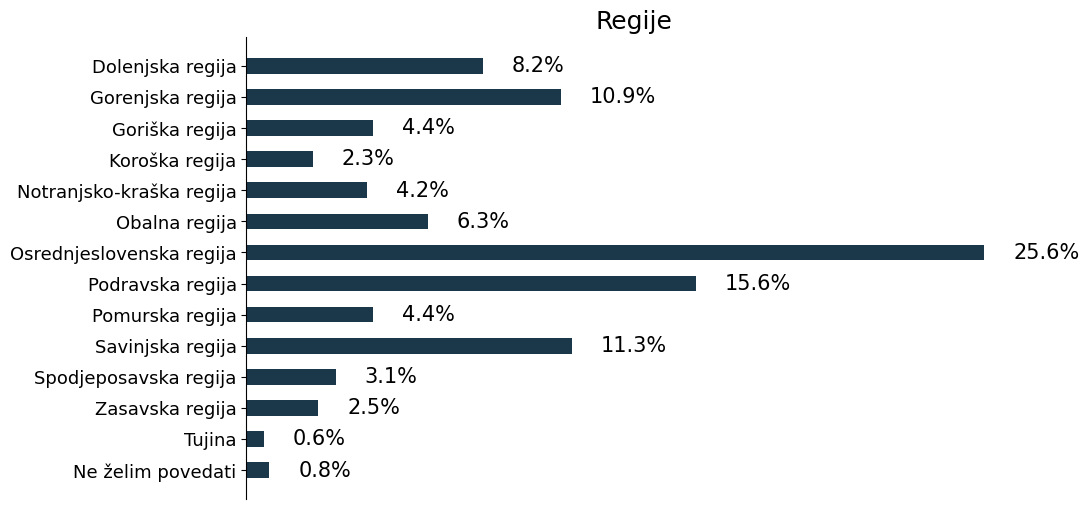 Regije
Dolenjska regija 8.2%
Gorenjska regija 10.9%
Goriška regija 4.4%
Koroška regija 2.3%
Notranjsko-kraška regija 4.2%
Obalna regija 6.3%
Osrednjeslovenska regija 25.6%
Podravska regija 15.6%
Pomurska regija 4.4%
Savinjska regija 11.3%
Spodjeposavska regija 3.1%
Zasavska regija 2.5%
Tujina 0.6%
Ne želim povedati 0.8%